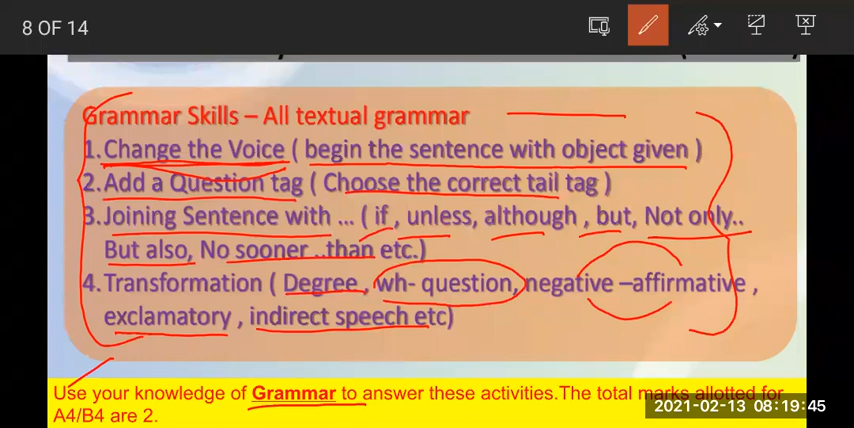 8 OF 14
Grammar Skills – All textual grammar
1.Change the Voice ( begin the sentence with object given )
2.Add a Question tag ( Choose the correct tail tag )
3.Joining Sentence with ... ( if , unless, although , but, Not only..
But also, No sooner ..than etc.)
4.Transformation ( Degree , wh- question, negative –affirmative ,
exclamatory , indirect speech etc)
Use your knowledge of Grammar to answer these activities.The total marks allotted for
A4/B4 are 2.
2021-02-13 08:19:45